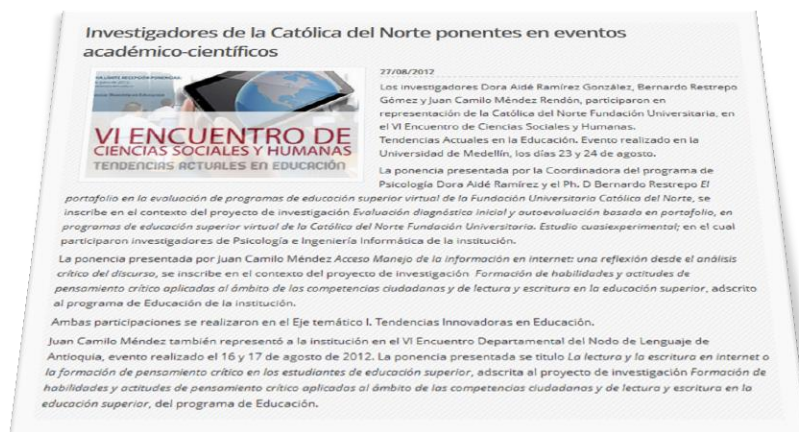 Investigadores de la Católica del Norte ponentes en eventos
académico-científicos
27/08/2012
VI ENCUENTRO DE
CIENCIAS SOCIALES Y HUMANAS
TENDENCIAS ACTUALES EN EDUCACIÓN
Los investigadores Dora Aidé Ramírez González, Bernardo Restrepo
Gómez y Juan Camilo Méndez Rendón, participaron en
representación de la Católica del Norte Fundación Universitaria, en
el VI Encuentro de Ciencias Sociales y Humanas.
Tendencias Actuales en la Educación. Evento realizado en la
Universidad de Medellín, los días 23 y 24 de agosto.
La ponencia presentada por la Coordinadora del programa de
Psicología Dora Aidé Ramírez y el Ph. D Bernardo Restrepo El
portafolio en la evaluación de programas de educación superior virtual de la Fundación Universitaria Católica del Norte, se
inscribe en el contexto del proyecto de investigación Evaluación diagnóstica inicial y autoevaluación basada en portafolio, en
programas de educación superior virtual de la Católica del Norte Fundación Universitaria. Estudio cuasiexperimental; en el cual
participaron investigadores de Psicología e Ingeniería Informática de la institución.
La ponencia presentada por Juan Camilo Méndez Acceso Manejo de la información en internet: una reflexión desde el análisis
crítico del discurso, se inscribe en el contexto del proyecto de investigación Formación de habilidades y actitudes de
pensamiento crítico aplicadas al ámbito de las competencias ciudadanas y de lectura y escritura en la educación superior, adscrito
al programa de Educación de la institución.
Ambas participaciones se realizaron en el Eje temático I. Tendencias Innovadoras en Educación.
Juan Camilo Méndez también representó a la institución en el VI Encuentro Departamental del Nodo de Lenguaje de
Antioquia, evento realizado el 16 y 17 de agosto de 2012. La ponencia presentada se titulo La lectura y la escritura en internet o
la formación de pensamiento crítico en los estudiantes de educación superior, adscrita al proyecto de investigación Formación de
habilidades y actitudes de pensamiento crítico aplicadas al ámbito de las competencias ciudadanas y de lectura y escritura en la
educación superior, del programa de Educación.